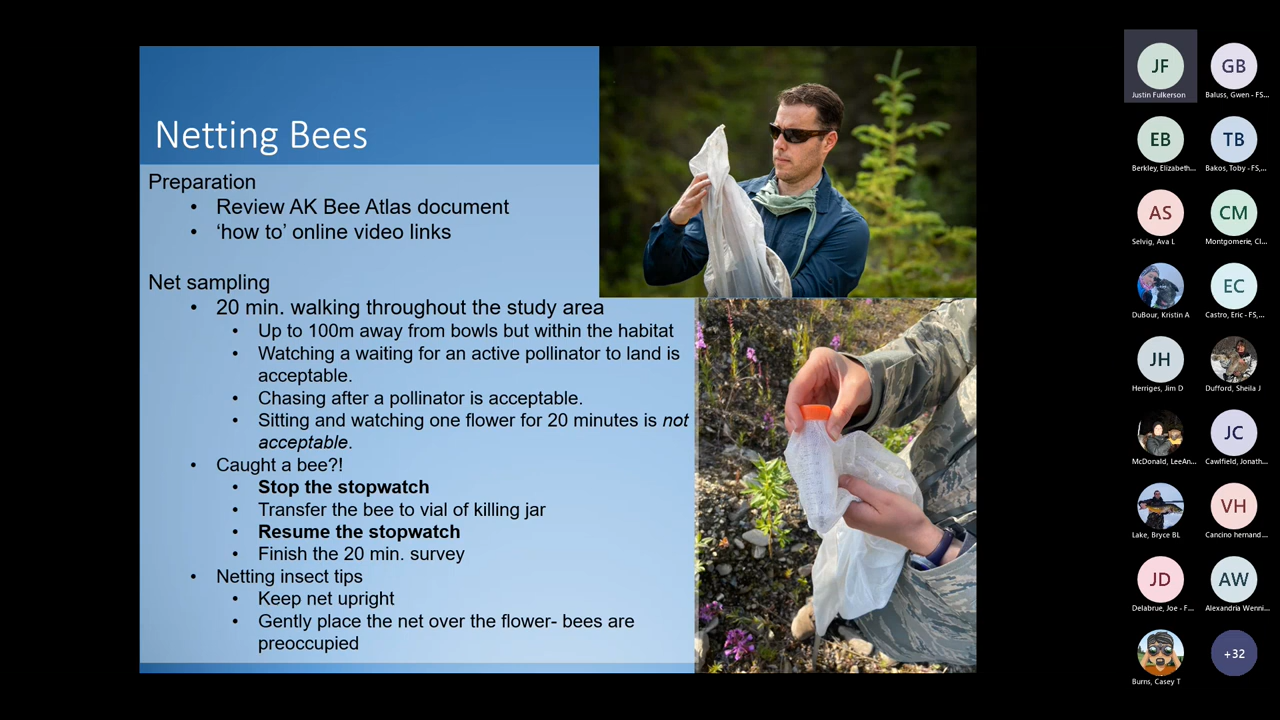 Netting Bees
Preparation
• Review AK Bee Atlas document
• ‘how to’ online video links
Net sampling
• 20 min. walking throughout the study area
• Up to 100m away from bowls but within the habitat
• Watching a waiting for an active pollinator to land is
acceptable.
• Chasing after a pollinator is acceptable.
• Sitting and watching one flower for 20 minutes is not
acceptable.
• Caught a bee?!
• Stop the stopwatch
• Transfer the bee to vial of killing jar
• Resume the stopwatch
• Finish the 20 min. survey
• Netting insect tips
• Keep net upright
• Gently place the net over the flower- bees are
preoccupied
JF
GB
Justin Fulkerson
Baluss, Gwen - FS...
EB
TB
Berkley, Elizabeth...
Bakos, Toby - FS,...
AS
CM
Selvig, Ava L
Montgomerie, Cl...
EC
DuBour, Kristin A
Castro, Eric - FS,...
JH
Herriges, Jim D
Dufford, Sheila J
JC
McDonald, LeeAn...
Cawlfield, Jonath...
VH
Lake, Bryce BL
Cancino hernand...
JD
AW
Delabrue, Joe - F...
Alexandria Wenni...
+32
Burns, Casey T